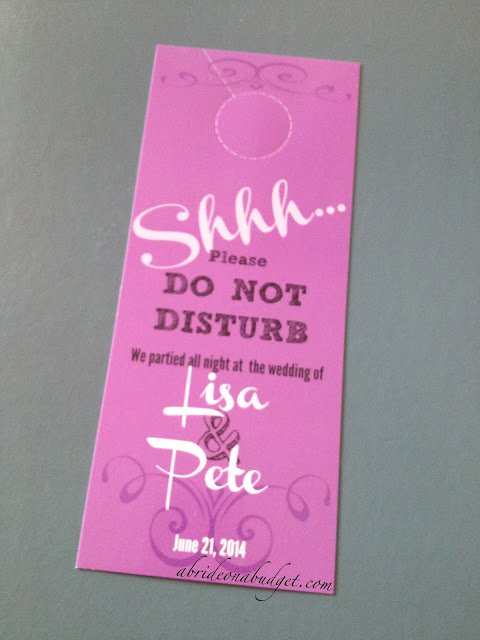 Shhh...
Please
DO NOT
DISTURB
We partied all night at the wedding of
Lisa
&
Pete
June 21, 2014
abrideonabudget.com